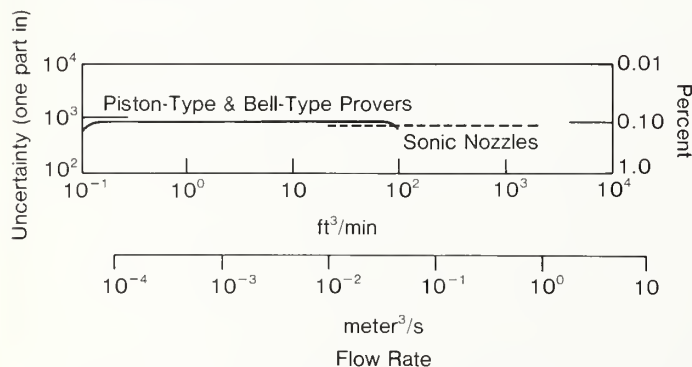 Uncertainty (one part in)
10⁴
10³
10²
Piston-Type & Bell-Type Provers
Sonic Nozzles
0.01
0.10
1.0
Percent
10⁻¹ 10⁰ 10 10² 10³ 10⁴
ft³/min
10⁻⁴ 10⁻³ 10⁻² 10⁻¹ 10⁰ 10
meter³/s
Flow Rate